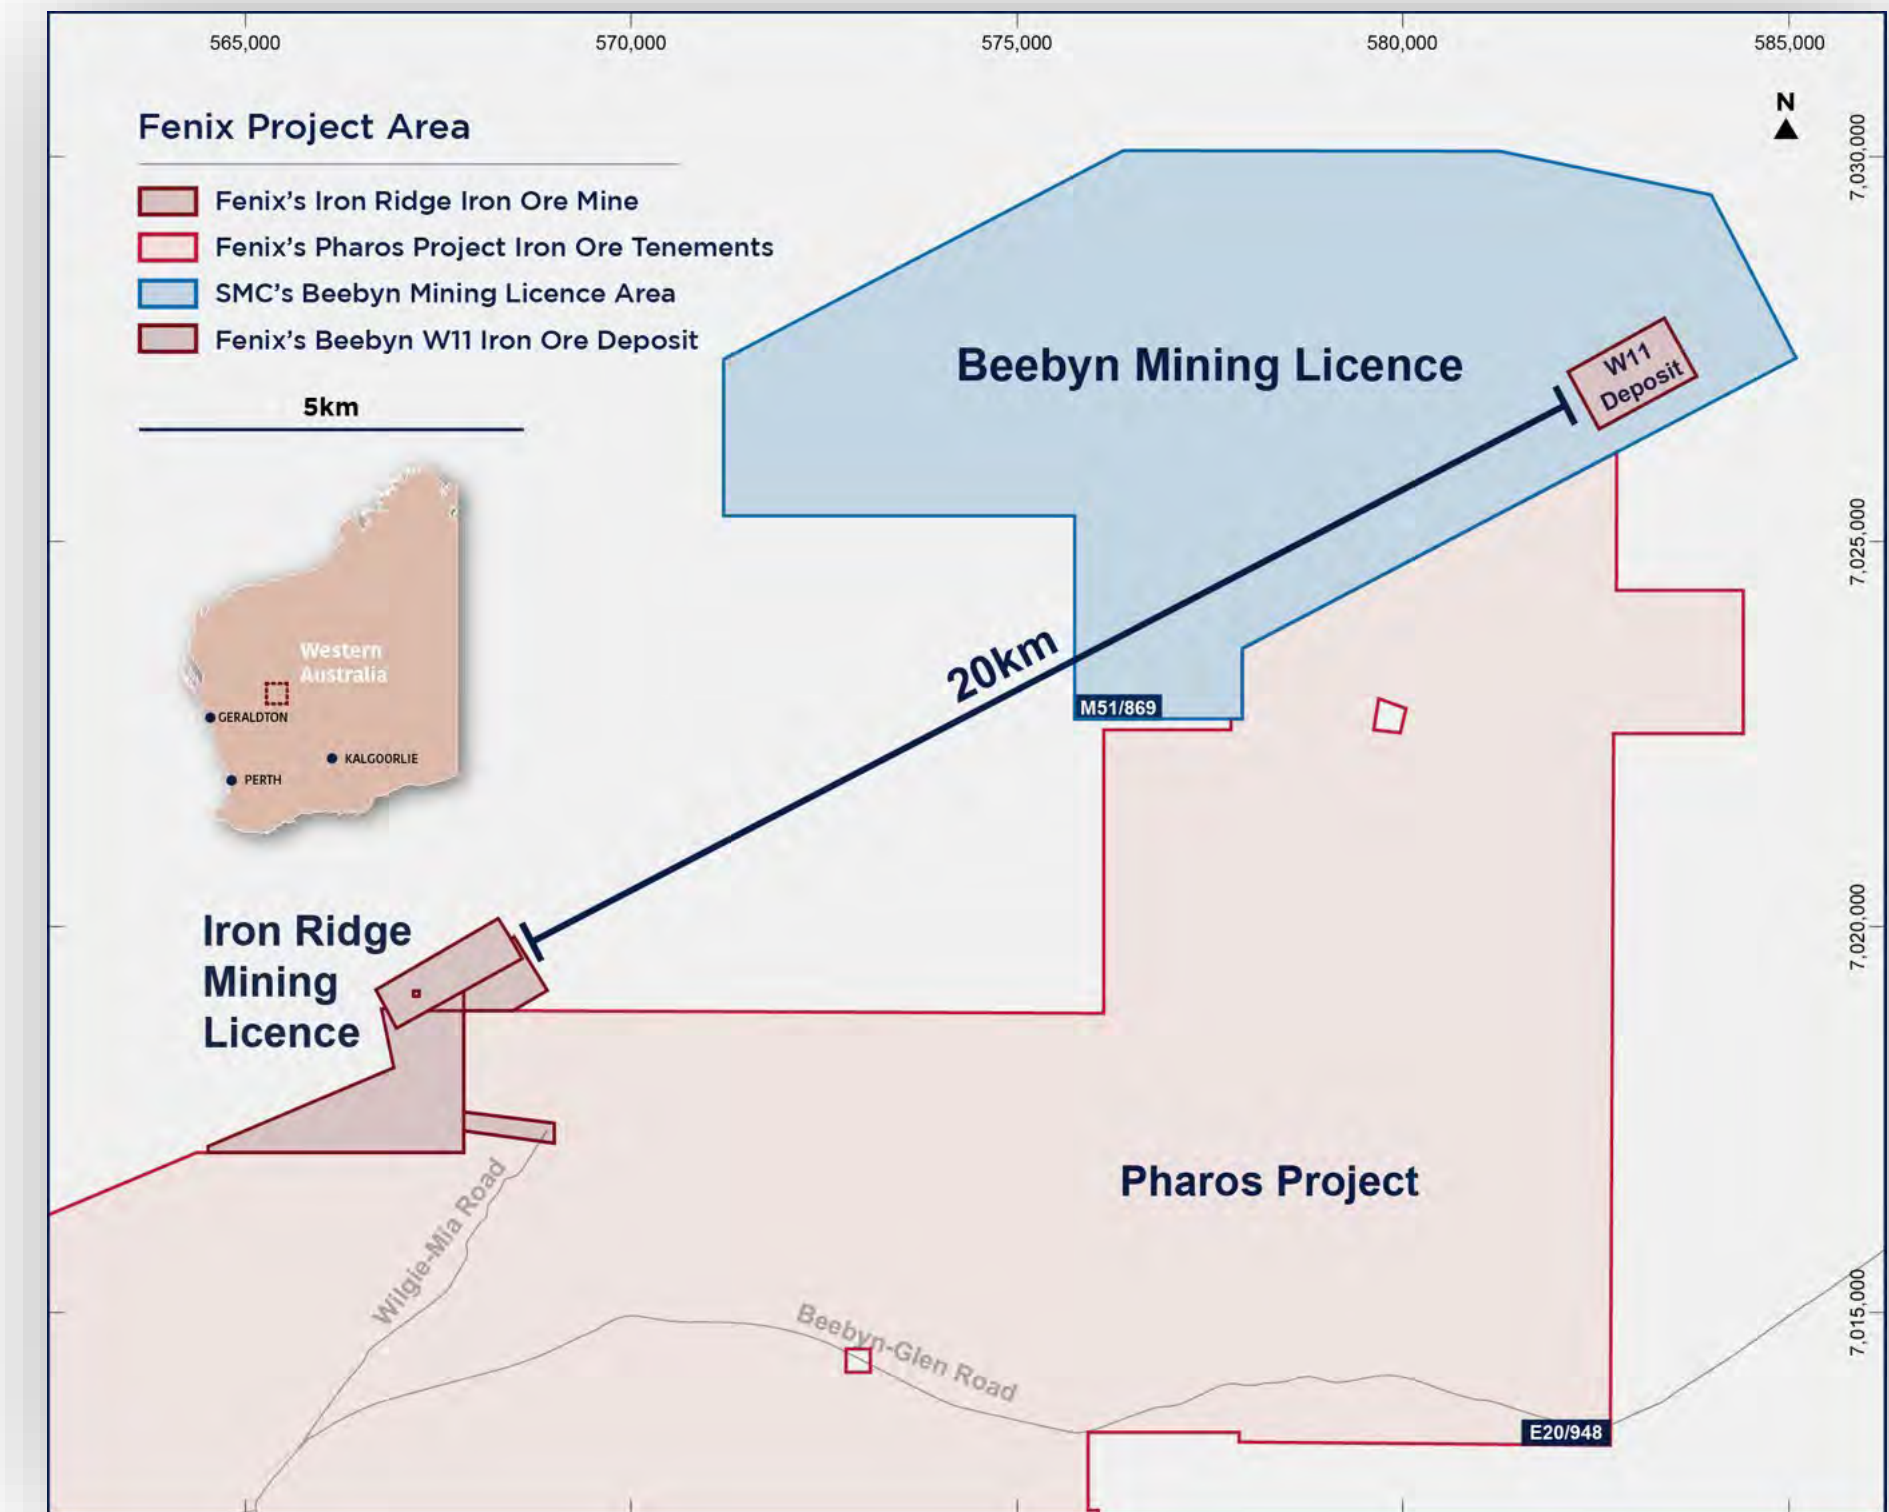 565,000
570,000
575,000
580,000
585,000
N
7,030,000
7,025,000
7,020,000
7,015,000
Fenix Project Area
Fenix's Iron Ridge Iron Ore Mine
Fenix's Pharos Project Iron Ore Tenements
SMC's Beebyn Mining Licence Area
Fenix's Beebyn W11 Iron Ore Deposit
5km
Western
Australia
GERALDTON
KALGOORLIE
PERTH
Beebyn Mining Licence
W11
Deposit
20km
M51/869
Iron Ridge
Mining
Licence
Pharos Project
Wilgie-Mia Road
Beebyn-Glen Road
E20/948